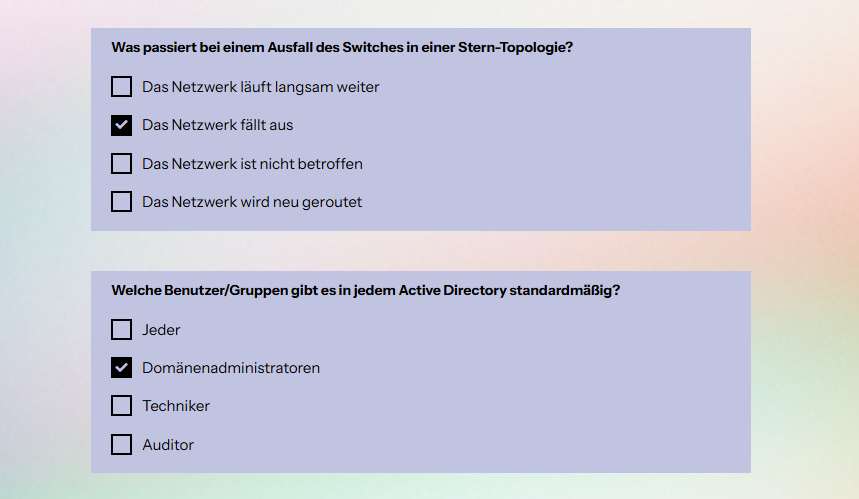 Was passiert bei einem Ausfall des Switches in einer Stern-Topologie?
Das Netzwerk läuft langsam weiter
Das Netzwerk fällt aus
Das Netzwerk ist nicht betroffen
Das Netzwerk wird neu geroutet
Welche Benutzer/Gruppen gibt es in jedem Active Directory standardmäßig?
Jeder
Domänenadministratoren
Techniker
Auditor